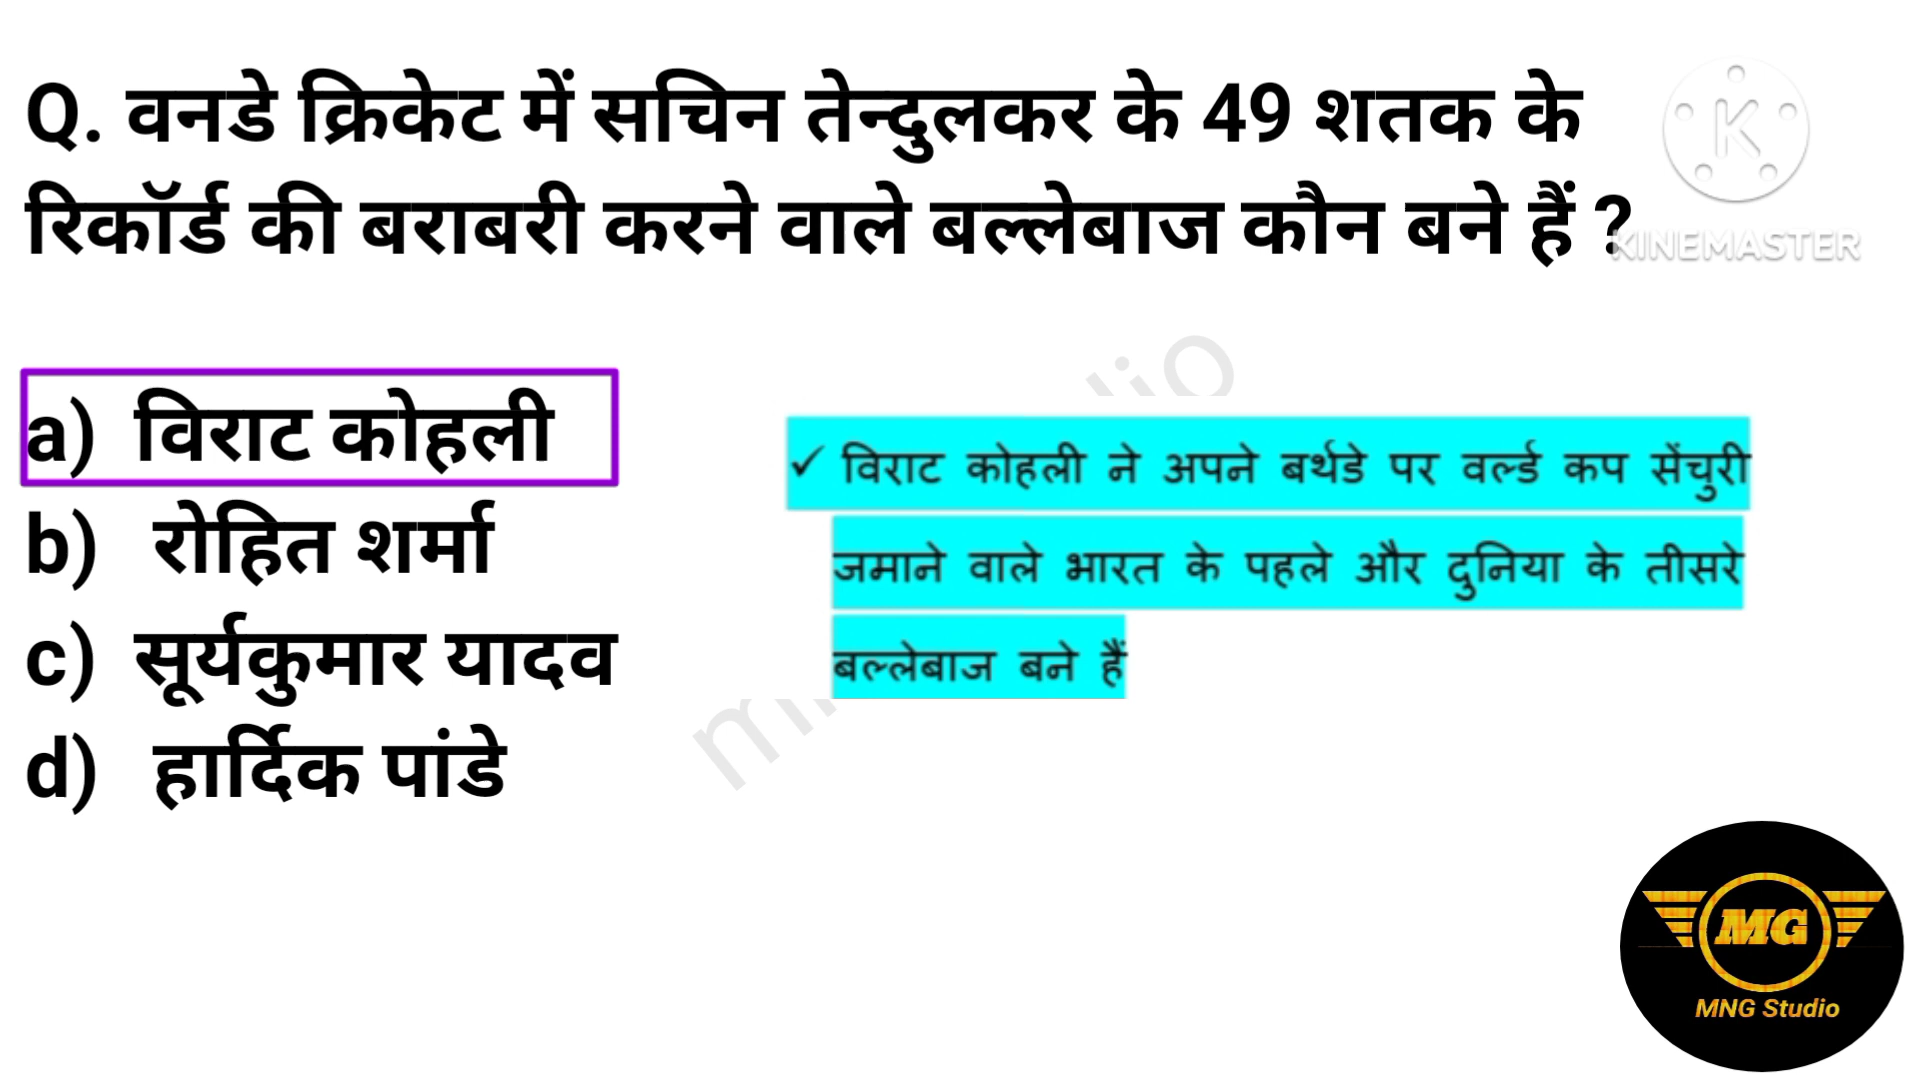 Q. वनडे क्रिकेट में सचिन तेन्दुलकर के 49 शतक के
रिकॉर्ड की बराबरी करने वाले बल्लेबाज कौन बने हैं ?
KINEMASTER
a) विराट कोहली
b) रोहित शर्मा
c) सूर्यकुमार यादव
d) हार्दिक पांडे
✓ विराट कोहली ने अपने बर्थडे पर वर्ल्ड कप सेंचुरी
जमाने वाले भारत के पहले और दुनिया के तीसरे
बल्लेबाज बने हैं
MG
MNG Studio